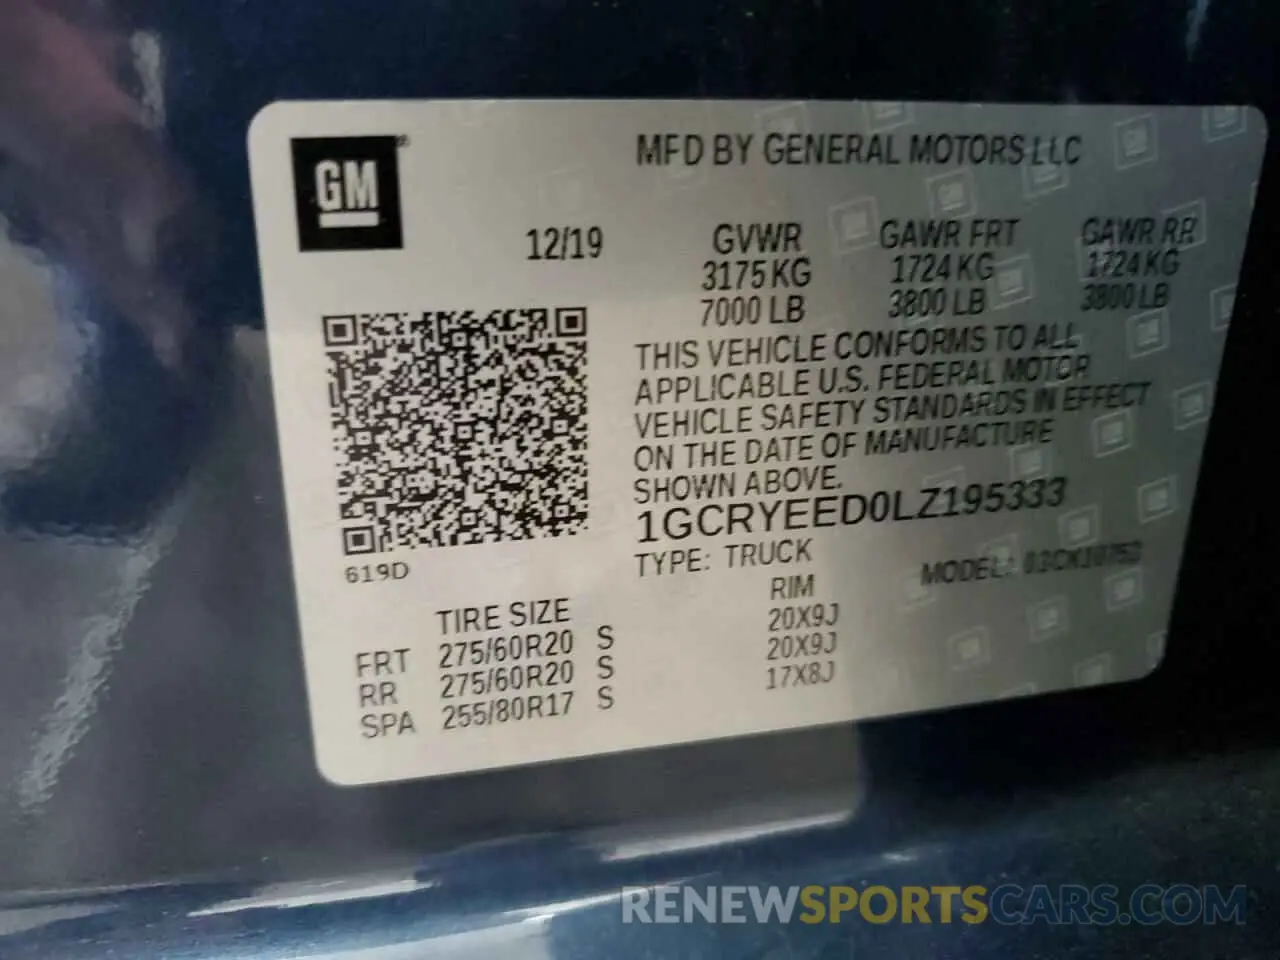 GM
MFD BY GENERAL MOTORS LLC
12/19
GVWR GAWR FRT GAWR RR
3175 KG 1724 KG 1724 KG
7000 LB 3800 LB 3800 LB
THIS VEHICLE CONFORMS TO ALL
APPLICABLE U.S. FEDERAL MOTOR
VEHICLE SAFETY STANDARDS IN EFFECT
ON THE DATE OF MANUFACTURE
SHOWN ABOVE.
1GCRYEED0LZ195333
619D
TYPE: TRUCK MODEL:
TIRE SIZE RIM
FRT 275/60R20 S 20X9J
RR 275/60R20 S 20X9J
SPA 255/80R17 S 17X8J
RENEWSPORTSCARS.COM